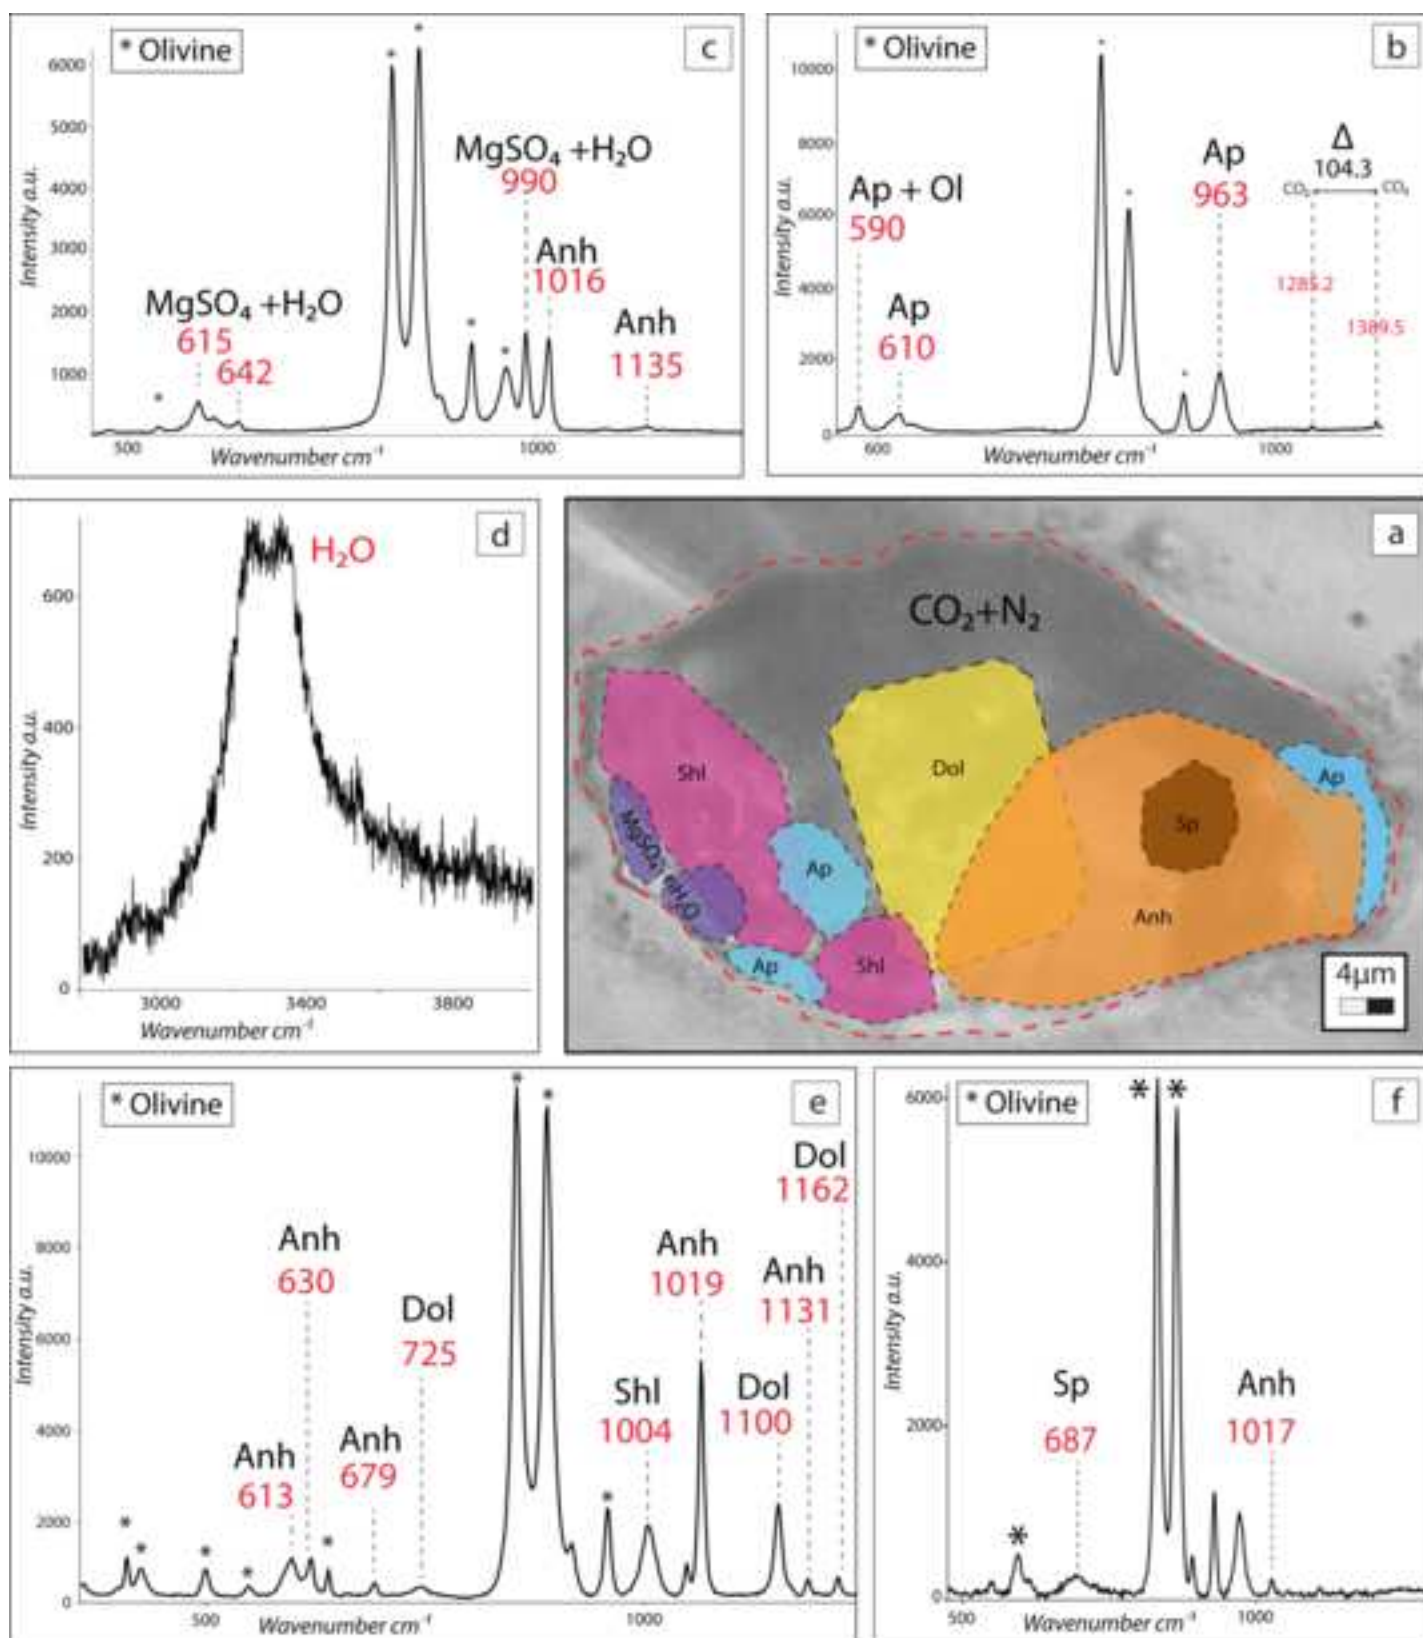 * Olivine
c
6000
5000
4000
3000
2000
1000
Intensity a.u.
MgSO₄ +H₂O
990
Anh
1016
MgSO₄ +H₂O
615
642
Anh
1135
500
1000
Wavenumber cm⁻¹
* Olivine
b
10000
8000
6000
4000
2000
0
Intensity a.u.
Δ
104.3
Ap
963
Ap + Ol
590
Ap
610
1285.2
1389.5
600
1000
Wavenumber cm⁻¹
d
H₂O
600
400
200
0
Intensity a.u.
3000
3400
3800
Wavenumber cm⁻¹
a
CO₂+N₂
Shl
Dol
Ap
Sp
MgSO₄
nH₂O
Ap
Anh
Ap
Shl
4μm
* Olivine
e
10000
8000
6000
4000
2000
0
Intensity a.u.
Dol
1162
Anh
630
Anh
1019
Anh
1131
Dol
725
Shl
1004
Dol
1100
Anh
613
Anh
679
500
1000
Wavenumber cm⁻¹
* Olivine
f
6000
4000
2000
0
Intensity a.u.
Sp
687
Anh
1017
500
1000
Wavenumber cm⁻¹